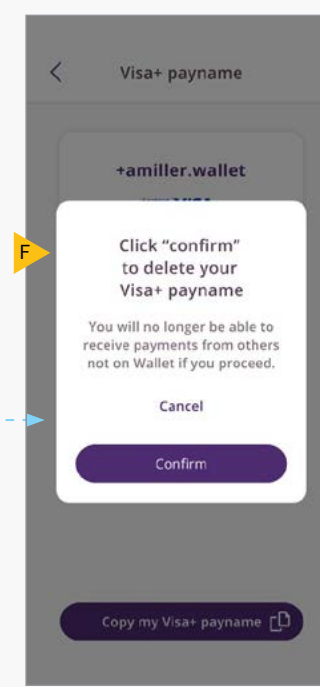 Visa+ payname
+amiller.wallet
F
Click “confirm”
to delete your
Visa+ payname
You will no longer be able to
receive payments from others
not on Wallet if you proceed.
Cancel
Confirm
Copy my Visa+ payname